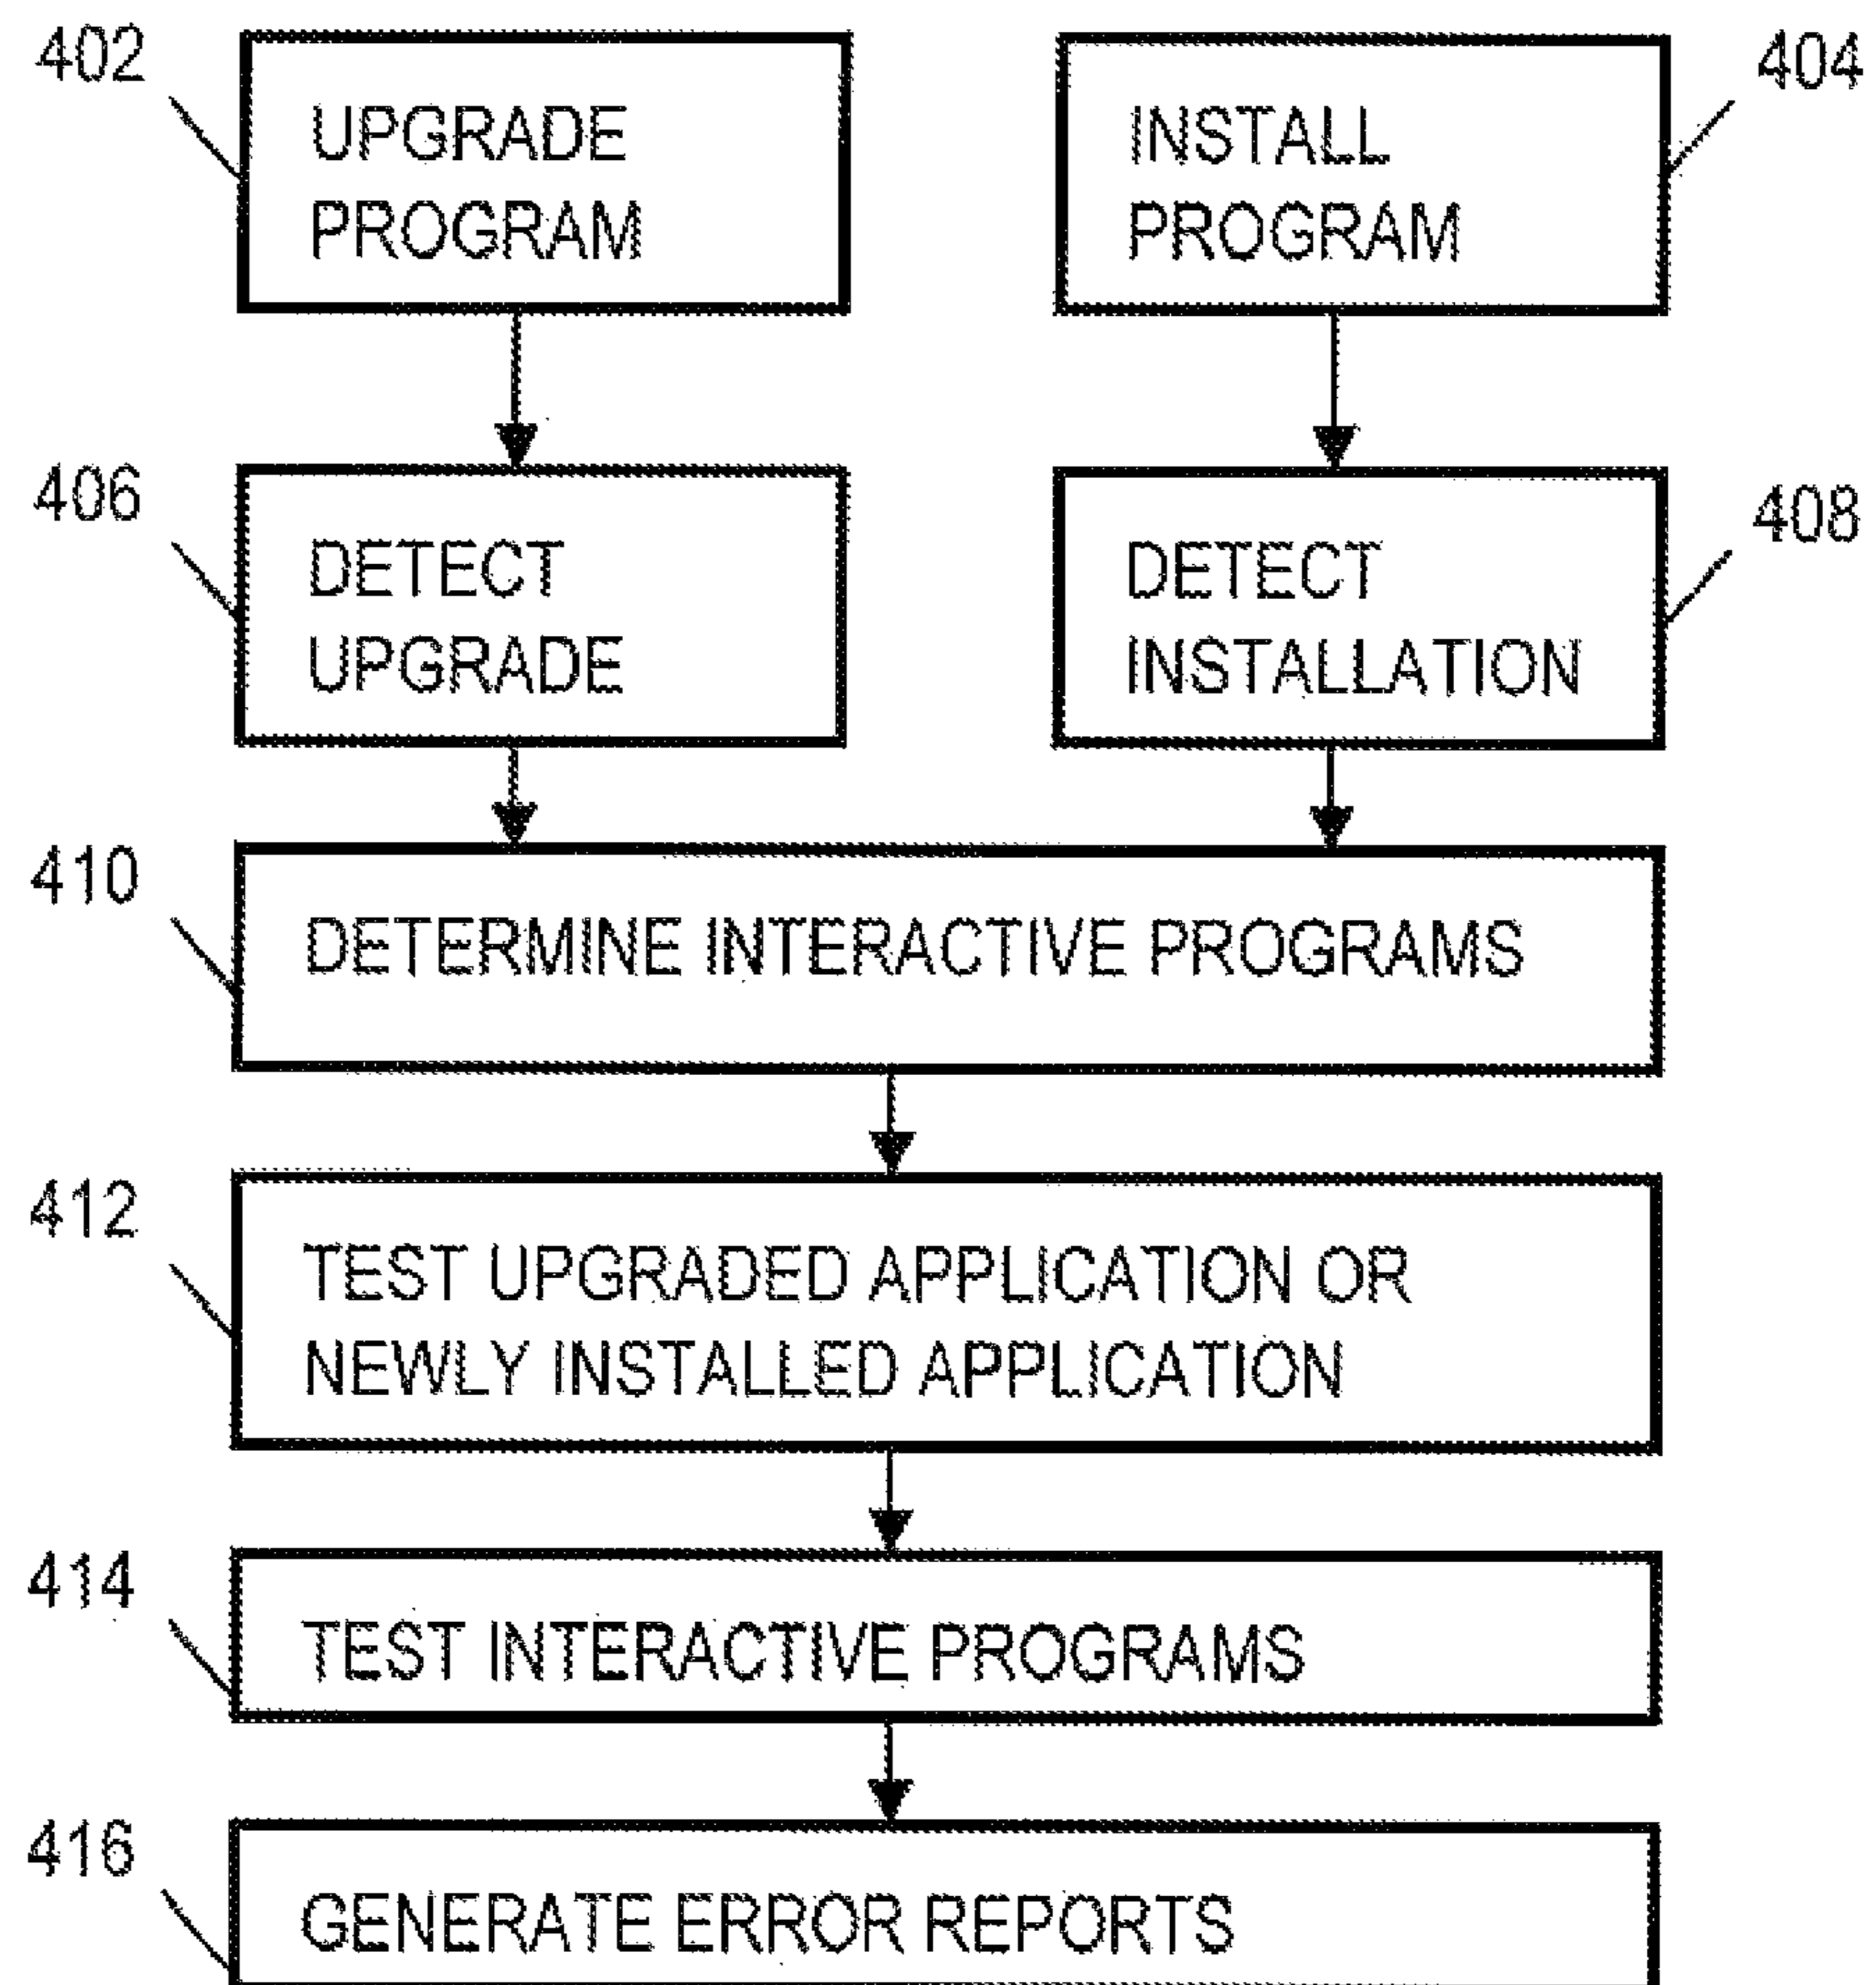 402
UPGRADE
PROGRAM
404
INSTALL
PROGRAM
406
DETECT
UPGRADE
408
DETECT
INSTALLATION
410
DETERMINE INTERACTIVE PROGRAMS
412
TEST UPGRADED APPLICATION OR
NEWLY INSTALLED APPLICATION
414
TEST INTERACTIVE PROGRAMS
416
GENERATE ERROR REPORTS